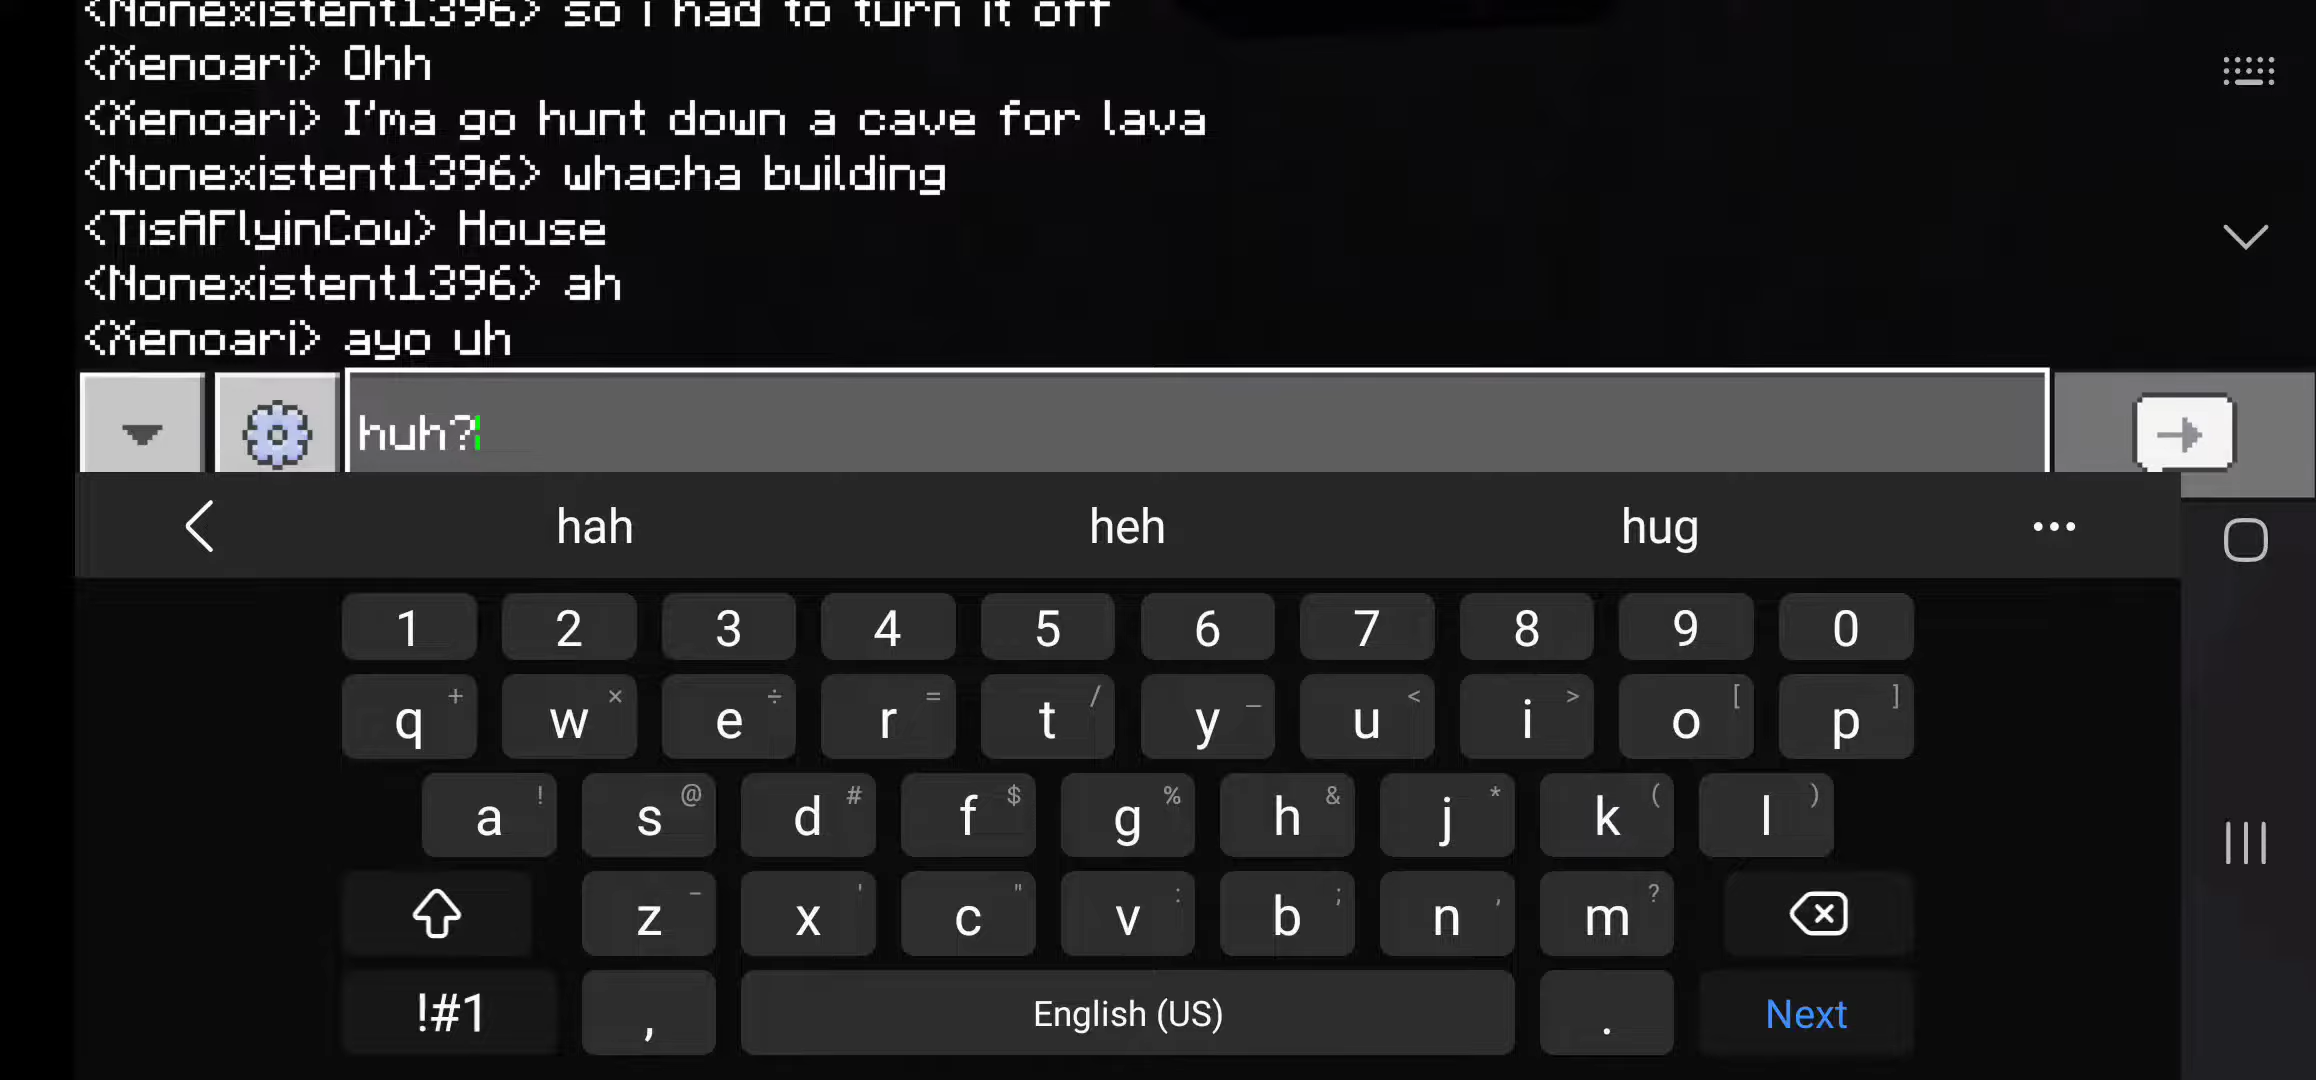 <Nonexistent1396> so i had to turn it off
<Xenoari> Ohh
<Xenoari> I'ma go hunt down a cave for lava
<Nonexistent1396> whacha building
<TisAFlyinCow> House
<Nonexistent1396> ah
<Xenoari> ayo uh
huh?
hah heh hug
1 2 3 4 5 6 7 8 9 0
q + w × e ÷ r = t / y _ u < i > o [ p ]
a ! s @ d # f $ g % h & j * k ( l )
z - x ' c " v : b ; n , m ?
!#1 , English (US) . Next